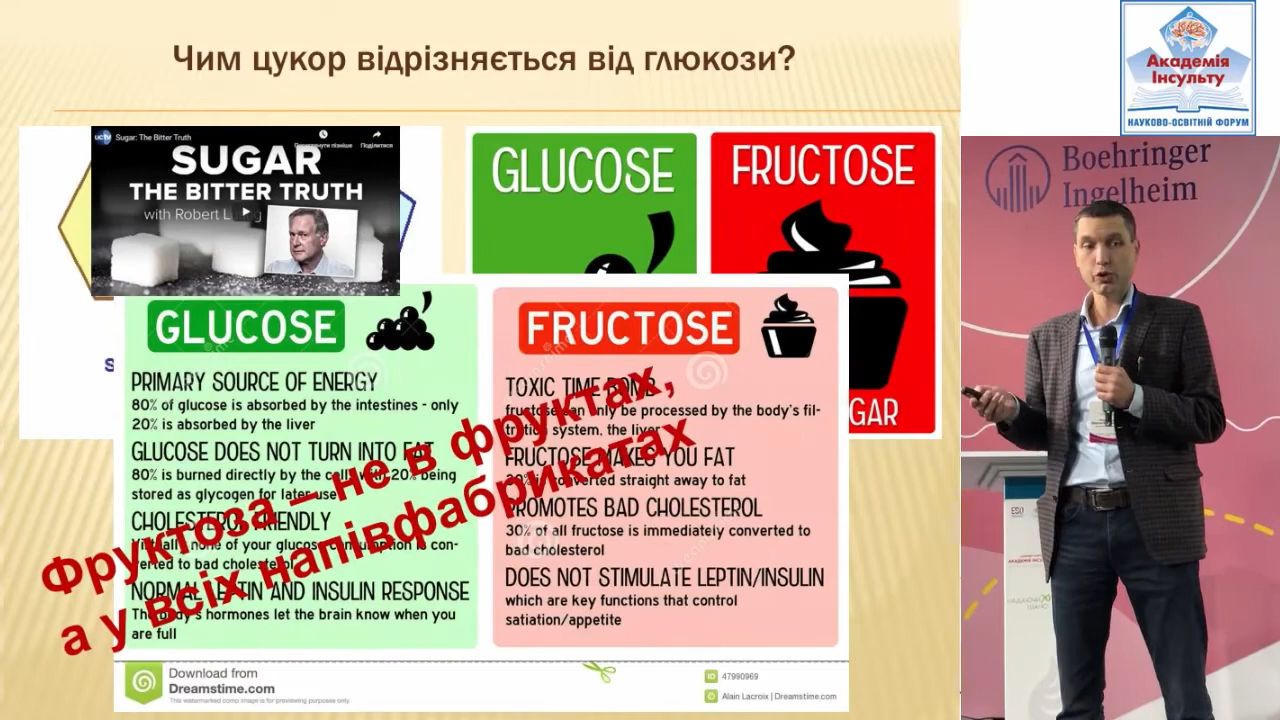 Чим цукор відрізняється від глюкози?
Академія
Інсульту
НАУКОВО-ОСВІТНІЙ ФОРУМ
Boehringer
Ingelheim
uctv Sugar: The Bitter Truth
Переглянути пізніше Поділитися
SUGAR
THE BITTER TRUTH
with Robert
GLUCOSE
FRUCTOSE
S
GAR
GLUCOSE
PRIMARY SOURCE OF ENERGY
80% of glucose is absorbed by the intestines - only
20% is absorbed by the liver
GLUCOSE DOES NOT TURN INTO FAT
80% is burned directly by the cells with 20% being
stored as glycogen for later use
CHOLESTEROL FRIENDLY
Virtually none of your glucose consumption is con-
verted to bad cholesterol
NORMAL LEPTIN AND INSULIN RESPONSE
The body's hormones let the brain know when you
are full
FRUCTOSE
TOXIC TIME BOMB
fructose can only be processed by the body's fil-
tration system, the liver
FRUCTOSE MAKES YOU FAT
30% is converted straight away to fat
PROMOTES BAD CHOLESTEROL
30% of all fructose is immediately converted to
bad cholesterol
DOES NOT STIMULATE LEPTIN/INSULIN
which are key functions that control
satiation/appetite
Фруктоза – не в фруктах,
а у всіх напівфабрикатах
Download from
Dreamstime.com
This watermarked comp image is for previewing purposes only.
ID 47990969
Alain Lacroix | Dreamstime.com
ESO